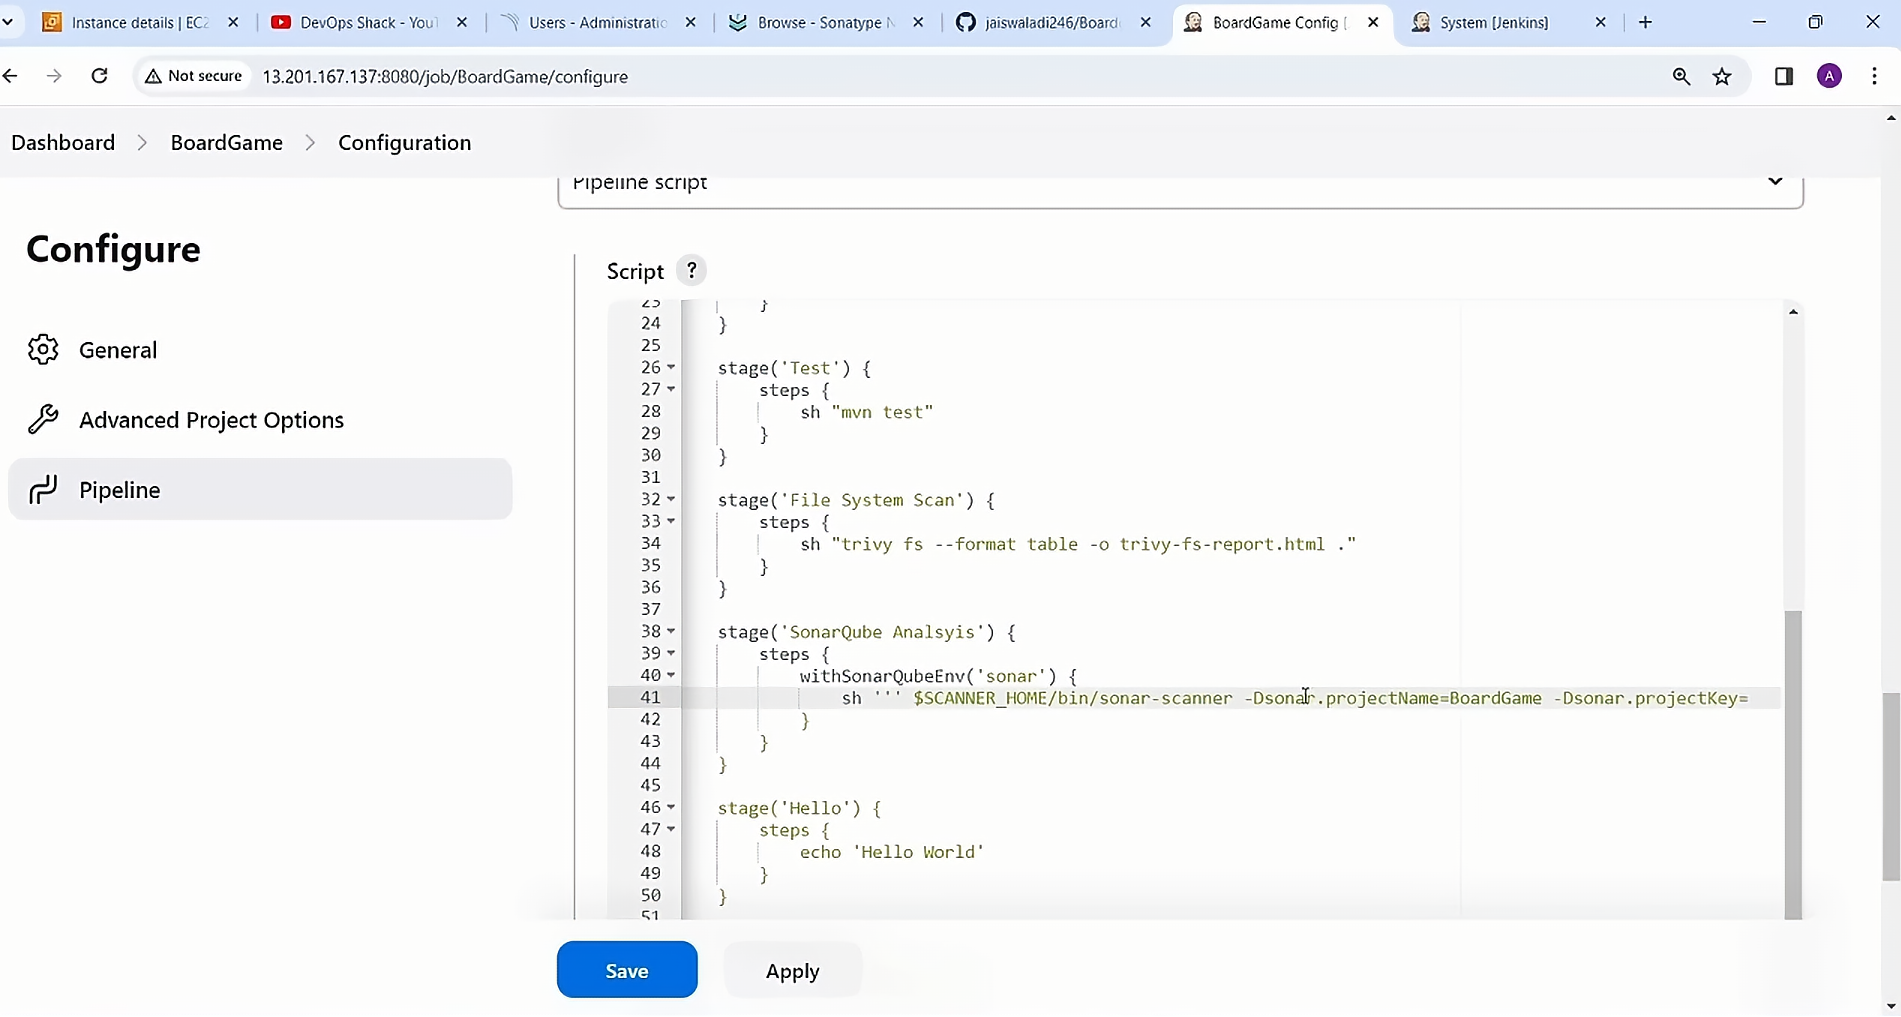 Instance details | EC2
DevOps Shack - You
Users - Administratio
Browse - Sonatype N
jaiswaladi246/Board
BoardGame Config [
System [Jenkins]
Not secure
13.201.167.137:8080/job/BoardGame/configure
A
Dashboard
BoardGame
Configuration
Pipeline script
Configure
General
Advanced Project Options
Pipeline
Script ?
23 }
24 }
25
26 stage('Test') {
27 steps {
28 sh "mvn test"
29 }
30 }
31
32 stage('File System Scan') {
33 steps {
34 sh "trivy fs --format table -o trivy-fs-report.html ."
35 }
36 }
37
38 stage('SonarQube Analsyis') {
39 steps {
40 withSonarQubeEnv('sonar') {
41 sh ''' $SCANNER_HOME/bin/sonar-scanner -Dsonar.projectName=BoardGame -Dsonar.projectKey=
42 }
43 }
44 }
45
46 stage('Hello') {
47 steps {
48 echo 'Hello World'
49 }
50 }
51
Save
Apply